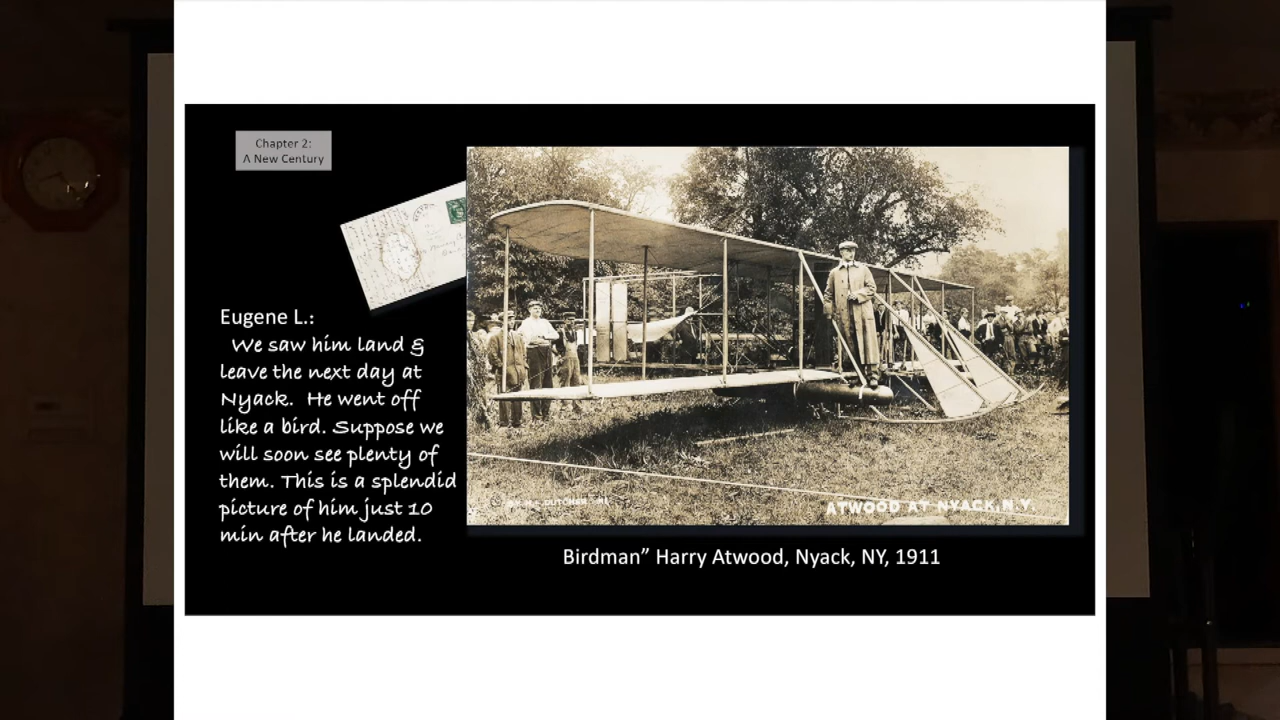 Chapter 2:
A New Century
Eugene L.:
We saw him land &
leave the next day at
Nyack. He went off
like a bird. Suppose we
will soon see plenty of
them. This is a splendid
picture of him just 10
min after he landed.
ATWOOD AT NYACK, N.Y.
Birdman” Harry Atwood, Nyack, NY, 1911